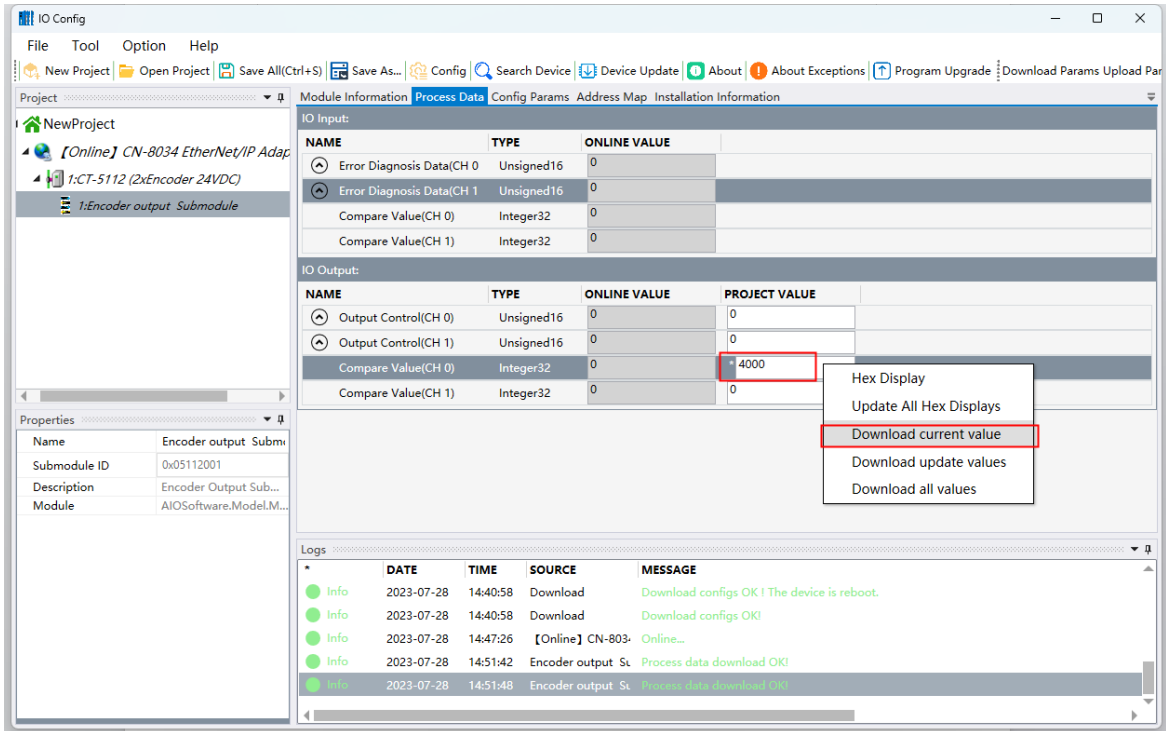 IO Config
File Tool Option Help
New Project Open Project Save All(Ctrl+S) Save As... Config Search Device Device Update About About Exceptions Program Upgrade Download Params Upload Par
Project
NewProject
【Online】CN-8034 EtherNet/IP Adap
1:CT-5112 (2xEncoder 24VDC)
1:Encoder output Submodule
Properties
Name Encoder output Subm
Submodule ID 0x05112001
Description Encoder Output Sub...
Module AIOSoftware.Model.M...
Module Information Process Data Config Params Address Map Installation Information
IO Input:
NAME TYPE ONLINE VALUE
Error Diagnosis Data(CH 0 Unsigned16 0
Error Diagnosis Data(CH 1 Unsigned16 0
Compare Value(CH 0) Integer32 0
Compare Value(CH 1) Integer32 0
IO Output:
NAME TYPE ONLINE VALUE PROJECT VALUE
Output Control(CH 0) Unsigned16 0 0
Output Control(CH 1) Unsigned16 0 0
Compare Value(CH 0) Integer32 0 * 4000
Compare Value(CH 1) Integer32 0 0
Hex Display
Update All Hex Displays
Download current value
Download update values
Download all values
Logs
* DATE TIME SOURCE MESSAGE
Info 2023-07-28 14:40:58 Download Download configs OK ! The device is reboot.
Info 2023-07-28 14:40:58 Download Download configs OK!
Info 2023-07-28 14:47:26 【Online】CN-803 Online...
Info 2023-07-28 14:51:42 Encoder output Su Process data download OK!
Info 2023-07-28 14:51:48 Encoder output Su Process data download OK!